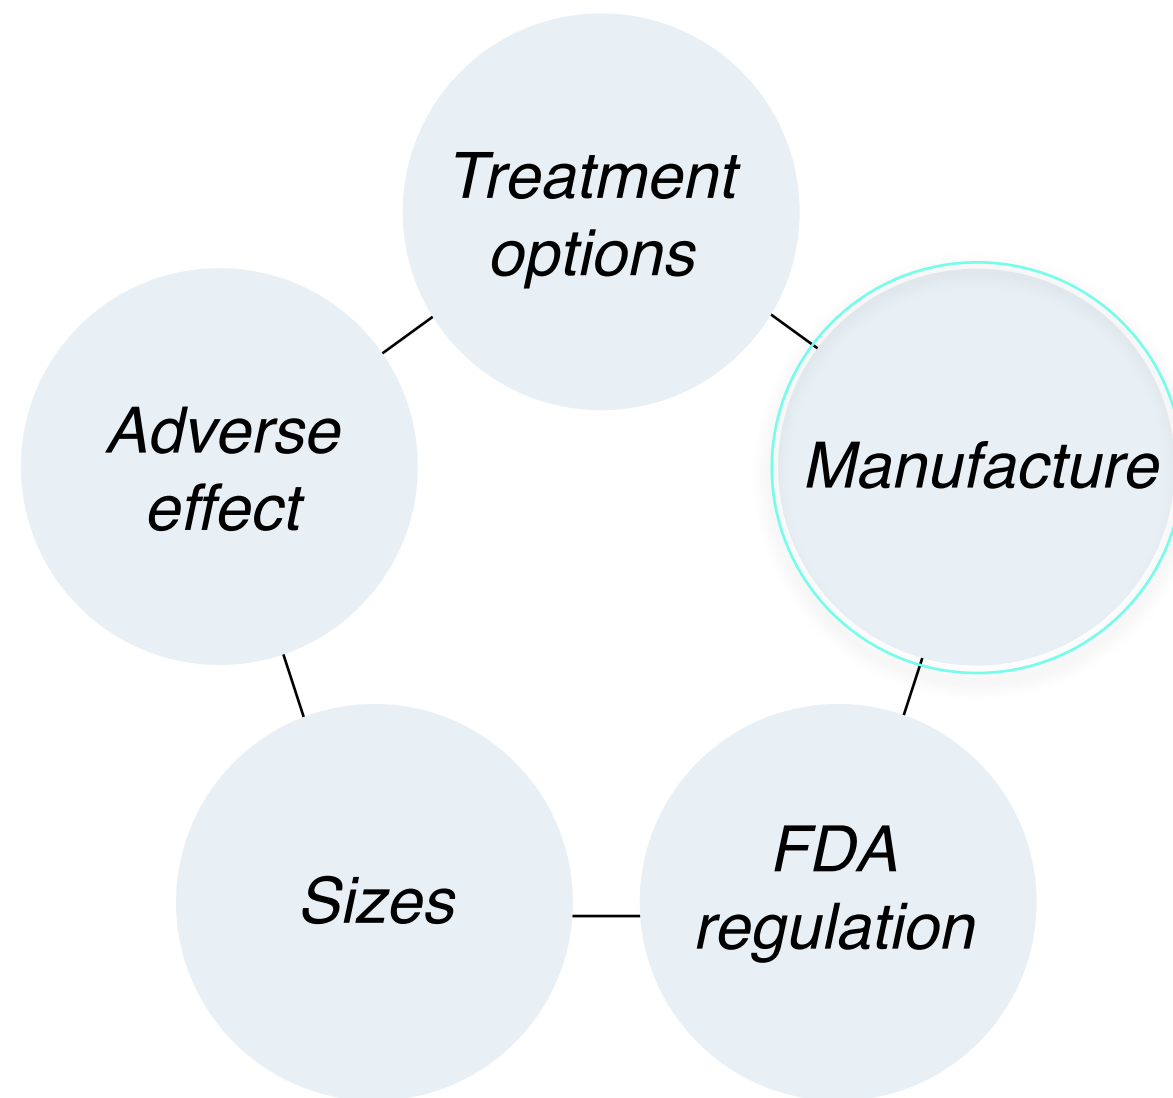 Treatment
options
Adverse
effect
Manufacture
Sizes
FDA
regulation